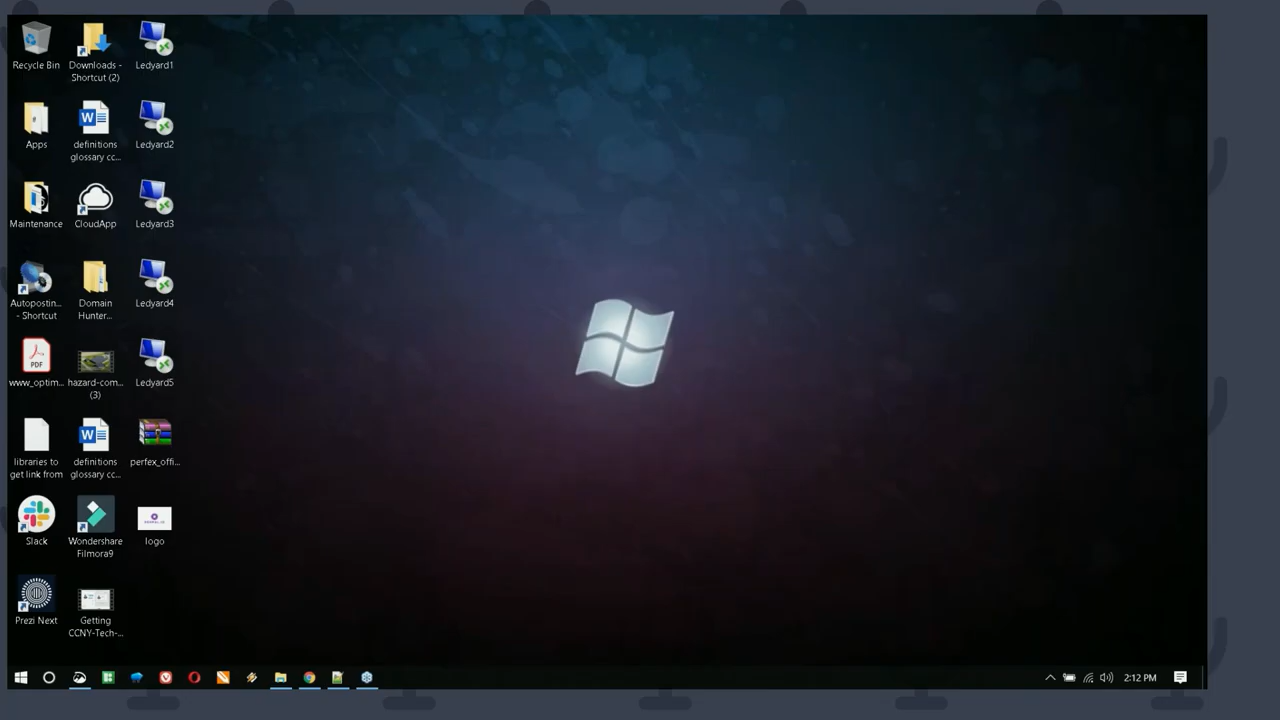 Recycle Bin
Downloads -
Shortcut (2)
Ledyard1
Apps
definitions
glossary cc...
Ledyard2
Maintenance
CloudApp
Ledyard3
Autopostin...
- Shortcut
Domain
Hunter...
Ledyard4
PDF
www_optim...
hazard-com...
(3)
Ledyard5
libraries to
get link from
definitions
glossary cc...
perfex_offi...
Slack
Wondershare
Filmora9
logo
Prezi Next
Getting
CCNY-Tech-...
2:12 PM